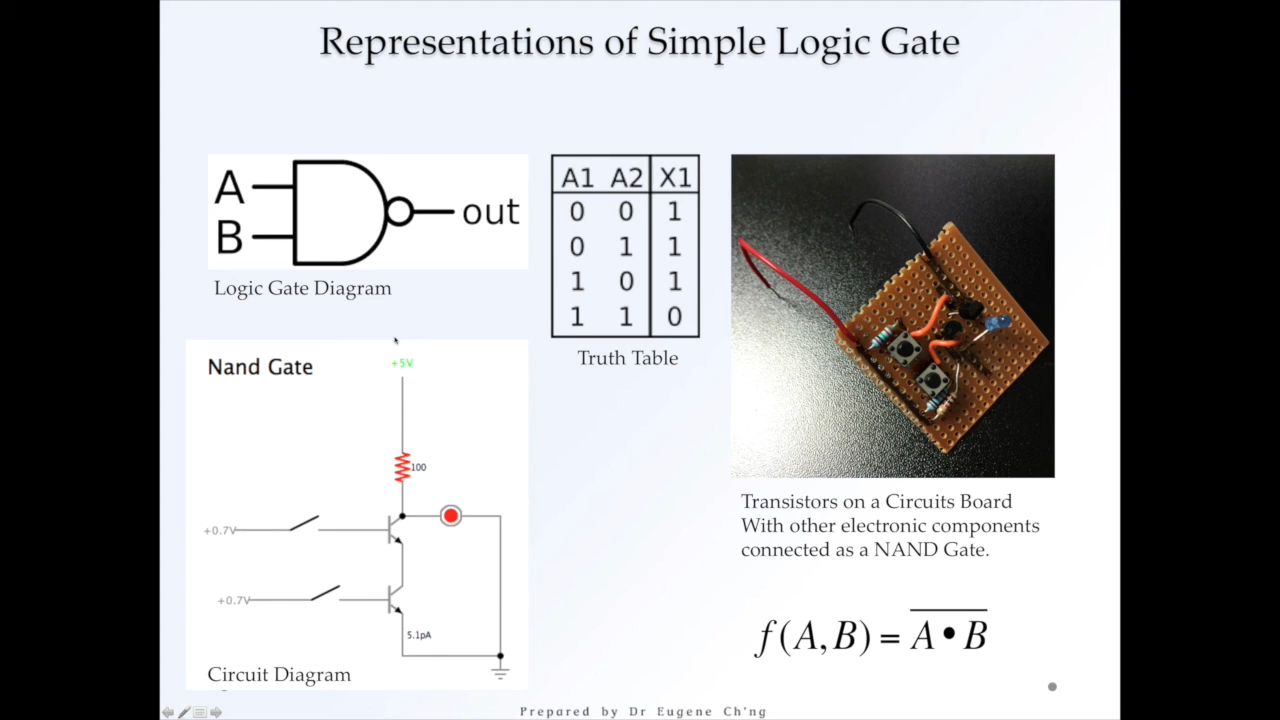 Representations of Simple Logic Gate
A
B
out
Logic Gate Diagram
A1 A2 X1
0 0 1
0 1 1
1 0 1
1 1 0
Truth Table
Nand Gate
+5V
100
+0.7V
+0.7V
5.1pA
Circuit Diagram
Transistors on a Circuits Board
With other electronic components
connected as a NAND Gate.
f(A,B) = A̅ ̅•̅ ̅B̅
Prepared by Dr Eugene Ch'ng